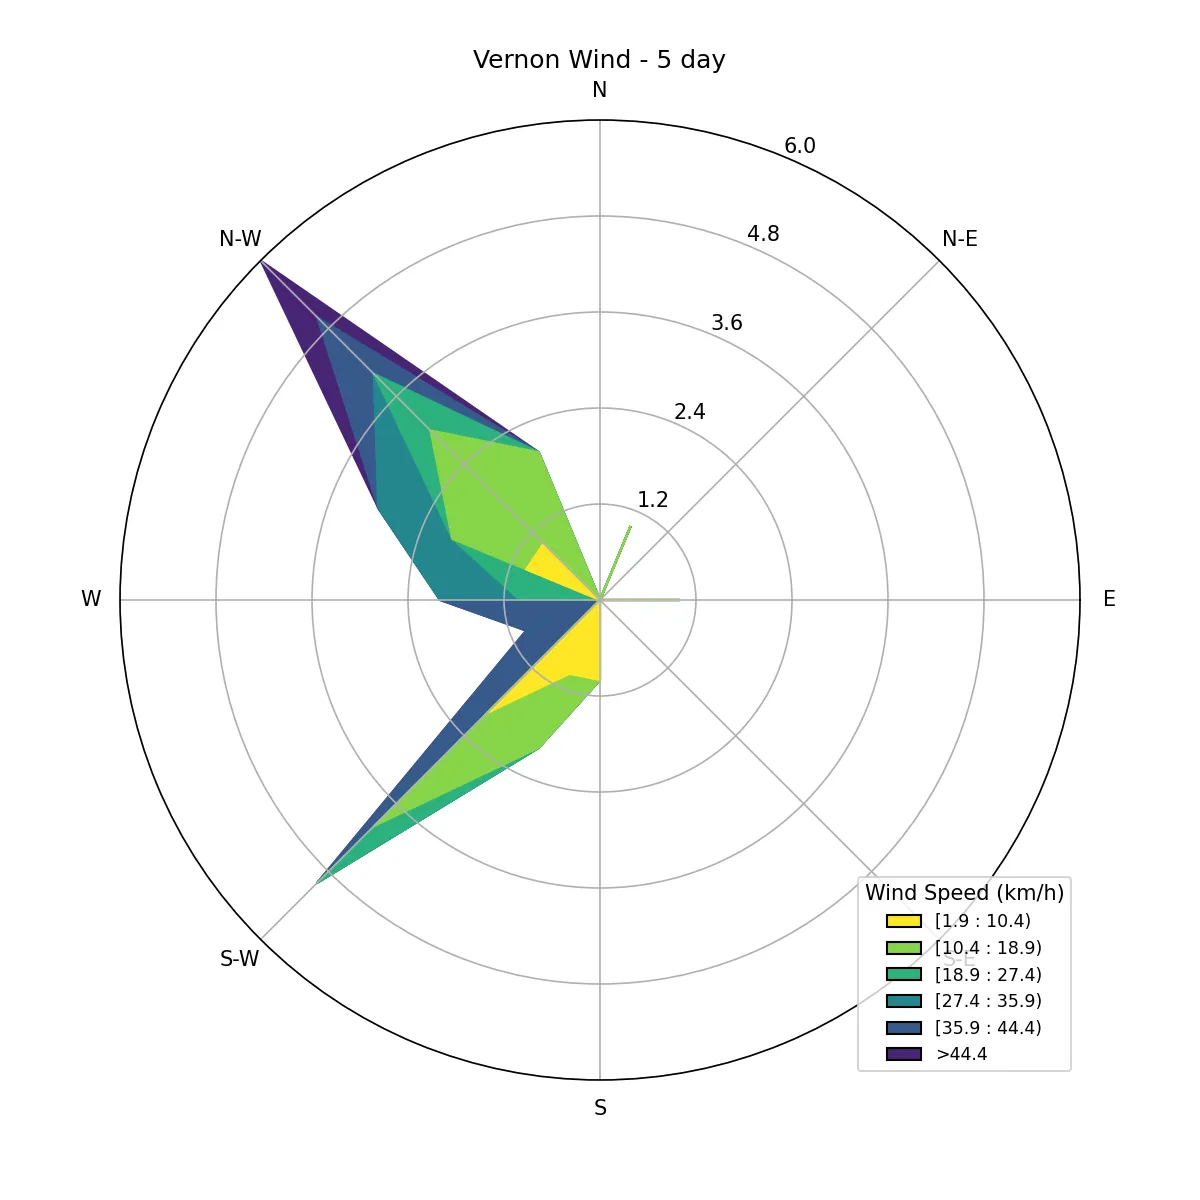 Vernon Wind - 5 day
N
6.0
N-W
N-E
4.8
3.6
2.4
1.2
W
E
S-W
S-E
S
Wind Speed (km/h)
[1.9 : 10.4)
[10.4 : 18.9)
[18.9 : 27.4)
[27.4 : 35.9)
[35.9 : 44.4)
>44.4